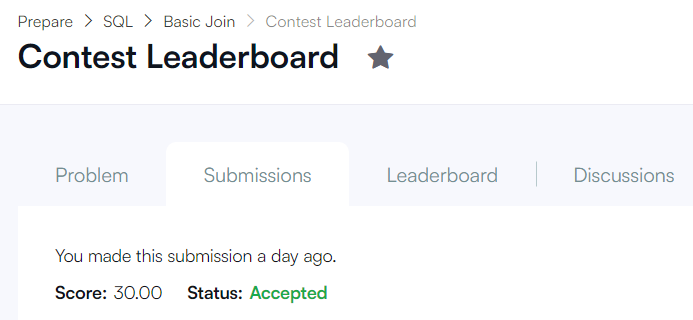 Prepare > SQL > Basic Join > Contest Leaderboard
Contest Leaderboard
Problem Submissions Leaderboard Discussions
You made this submission a day ago.
Score: 30.00 Status: Accepted